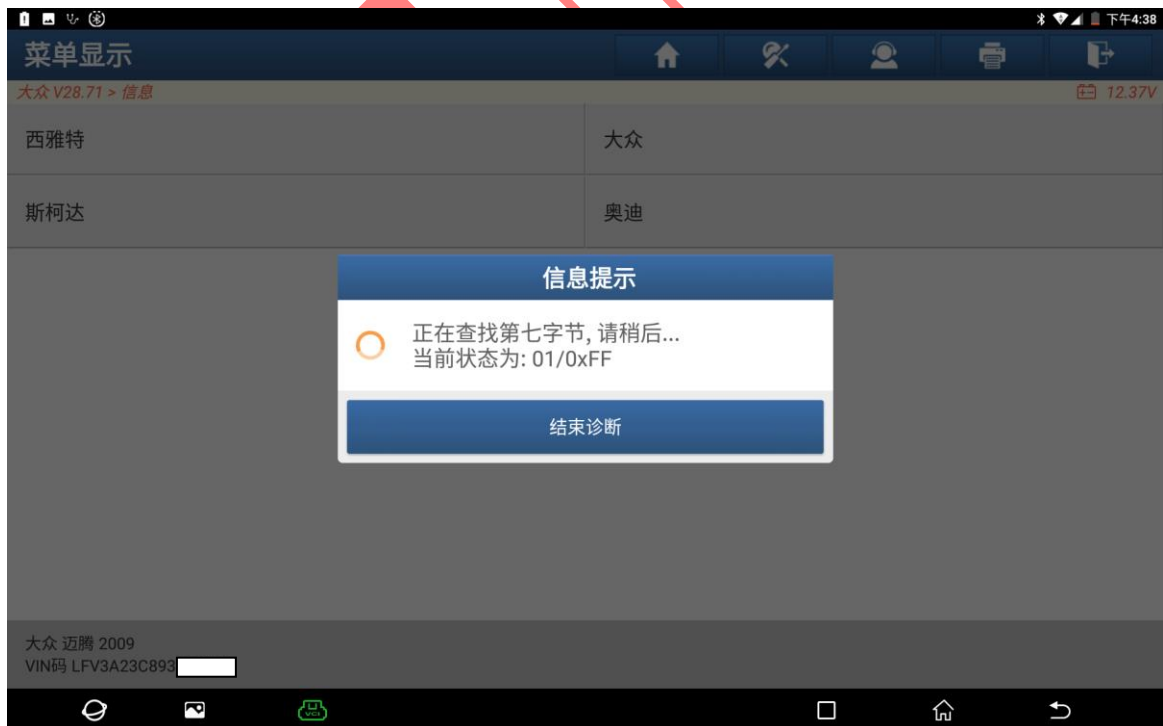 下午4:38
菜单显示
大众 V28.71 > 信息
12.37V
西雅特
大众
斯柯达
奥迪
信息提示
正在查找第七字节, 请稍后...
当前状态为: 01/0xFF
结束诊断
大众 迈腾 2009
VIN码 LFV3A23C893
VCI